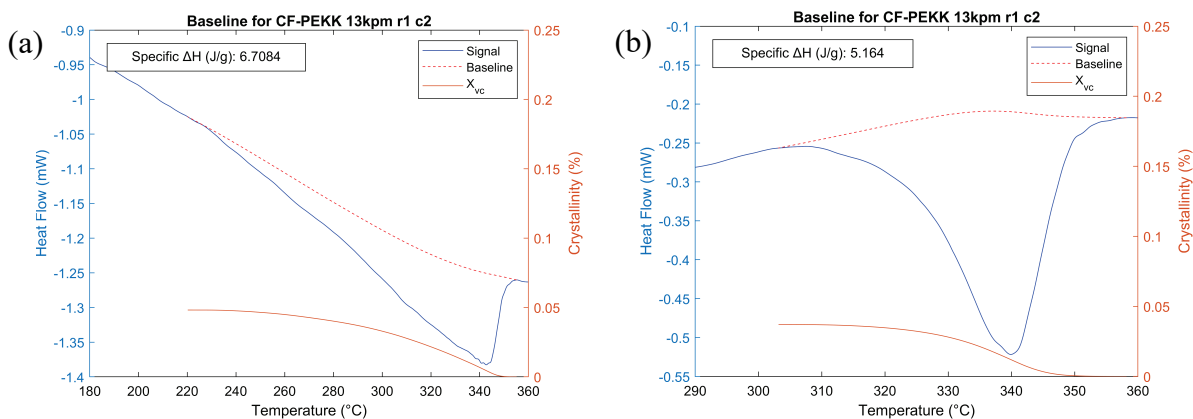 (a)
Baseline for CF-PEKK 13kpm r1 c2
Specific ΔH (J/g): 6.7084
Signal
Baseline
X_vc
Heat Flow (mW)
-0.9
-0.95
-1
-1.05
-1.1
-1.15
-1.2
-1.25
-1.3
-1.35
-1.4
180 200 220 240 260 280 300 320 340 360
Temperature (°C)
0.25
0.2
0.15
0.1
0.05
0
Crystallinity (%)
(b)
Baseline for CF-PEKK 13kpm r1 c2
Specific ΔH (J/g): 5.164
Signal
Baseline
X_vc
Heat Flow (mW)
-0.1
-0.15
-0.2
-0.25
-0.3
-0.35
-0.4
-0.45
-0.5
-0.55
290 300 310 320 330 340 350 360
Temperature (°C)
0.25
0.2
0.15
0.1
0.05
0
Crystallinity (%)